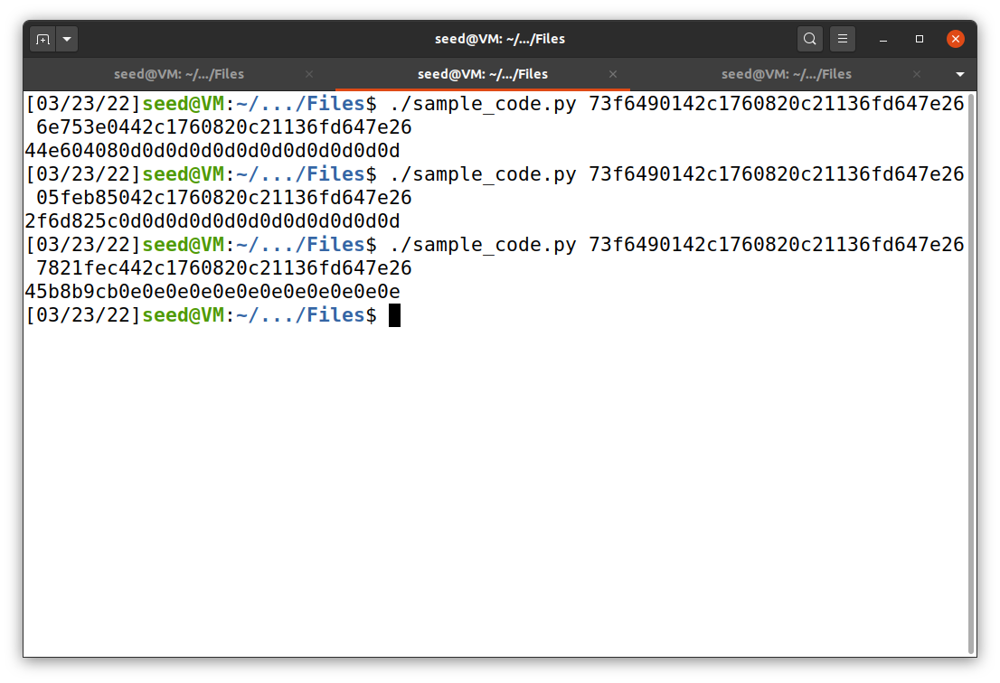 seed@VM: ~/.../Files
seed@VM: ~/.../Files × seed@VM: ~/.../Files × seed@VM: ~/.../Files ×
[03/23/22]seed@VM:~/.../Files$ ./sample_code.py 73f6490142c1760820c21136fd647e26
6e753e0442c1760820c21136fd647e26
44e604080d0d0d0d0d0d0d0d0d0d0d0d
[03/23/22]seed@VM:~/.../Files$ ./sample_code.py 73f6490142c1760820c21136fd647e26
05feb85042c1760820c21136fd647e26
2f6d825c0d0d0d0d0d0d0d0d0d0d0d0d
[03/23/22]seed@VM:~/.../Files$ ./sample_code.py 73f6490142c1760820c21136fd647e26
7821fec442c1760820c21136fd647e26
45b8b9cb0e0e0e0e0e0e0e0e0e0e0e0e
[03/23/22]seed@VM:~/.../Files$